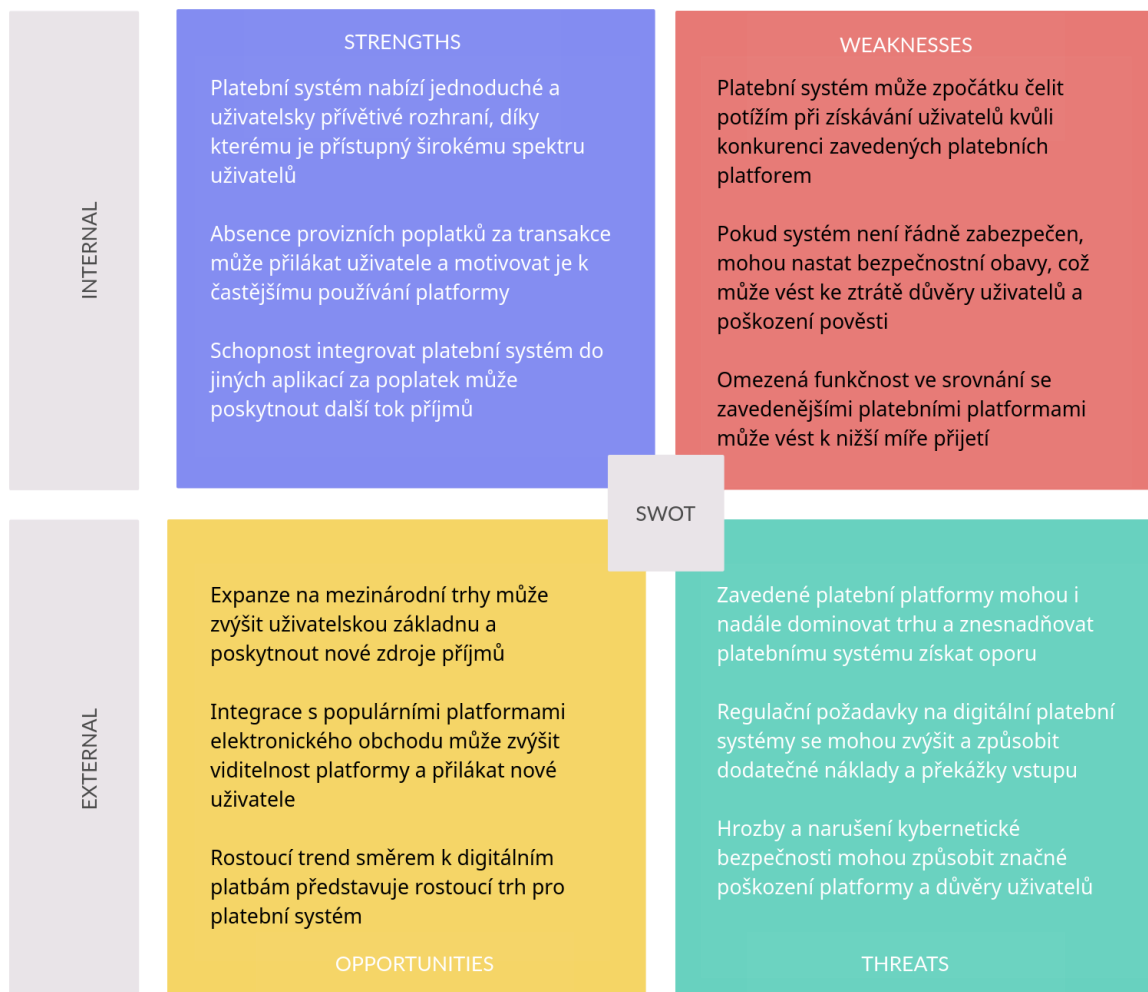 INTERNAL
STRENGTHS
Platební systém nabízí jednoduché a
uživatelsky přívětivé rozhraní, díky
kterému je přístupný širokému spektru
uživatelů
Absence provizních poplatků za transakce
může přilákat uživatele a motivovat je k
častějšímu používání platformy
Schopnost integrovat platební systém do
jiných aplikací za poplatek může
poskytnout další tok příjmů
WEAKNESSES
Platební systém může zpočátku čelit
potížím při získávání uživatelů kvůli
konkurenci zavedených platebních
platforem
Pokud systém není řádně zabezpečen,
mohou nastat bezpečnostní obavy, což
může vést ke ztrátě důvěry uživatelů a
poškození pověsti
Omezená funkčnost ve srovnání se
zavedenějšími platebními platformami
může vést k nižší míře přijetí
SWOT
EXTERNAL
Expanze na mezinárodní trhy může
zvýšit uživatelskou základnu a
poskytnout nové zdroje příjmů
Integrace s populárními platformami
elektronického obchodu může zvýšit
viditelnost platformy a přilákat nové
uživatele
Rostoucí trend směrem k digitálním
platbám představuje rostoucí trh pro
platební systém
OPPORTUNITIES
Zavedené platební platformy mohou i
nadále dominovat trhu a znesnadňovat
platebnímu systému získat oporu
Regulační požadavky na digitální platební
systémy se mohou zvýšit a způsobit
dodatečné náklady a překážky vstupu
Hrozby a narušení kybernetické
bezpečnosti mohou způsobit značné
poškození platformy a důvěry uživatelů
THREATS